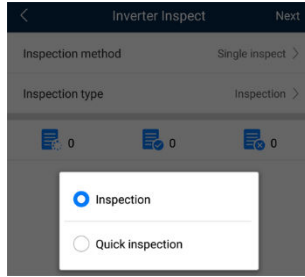 Inverter Inspect Next
Inspection method Single inspect
Inspection type Inspection
0 0 0
Inspection
Quick inspection